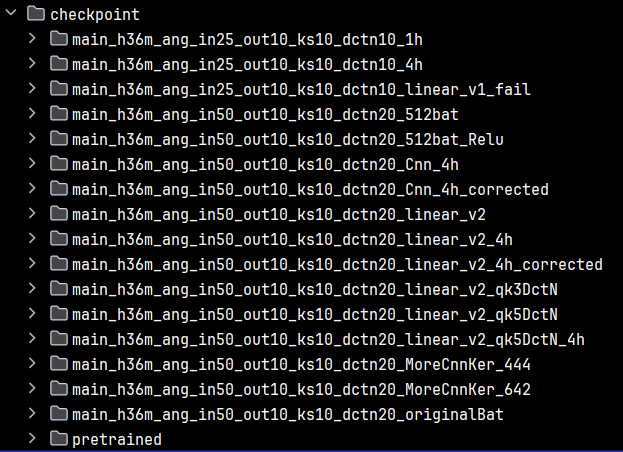 checkpoint
main_h36m_ang_in25_out10_ks10_dctn10_1h
main_h36m_ang_in25_out10_ks10_dctn10_4h
main_h36m_ang_in25_out10_ks10_dctn10_linear_v1_fail
main_h36m_ang_in50_out10_ks10_dctn20_512bat
main_h36m_ang_in50_out10_ks10_dctn20_512bat_Relu
main_h36m_ang_in50_out10_ks10_dctn20_Cnn_4h
main_h36m_ang_in50_out10_ks10_dctn20_Cnn_4h_corrected
main_h36m_ang_in50_out10_ks10_dctn20_linear_v2
main_h36m_ang_in50_out10_ks10_dctn20_linear_v2_4h
main_h36m_ang_in50_out10_ks10_dctn20_linear_v2_4h_corrected
main_h36m_ang_in50_out10_ks10_dctn20_linear_v2_qk3DctN
main_h36m_ang_in50_out10_ks10_dctn20_linear_v2_qk5DctN
main_h36m_ang_in50_out10_ks10_dctn20_linear_v2_qk5DctN_4h
main_h36m_ang_in50_out10_ks10_dctn20_MoreCnnKer_444
main_h36m_ang_in50_out10_ks10_dctn20_MoreCnnKer_642
main_h36m_ang_in50_out10_ks10_dctn20_originalBat
pretrained